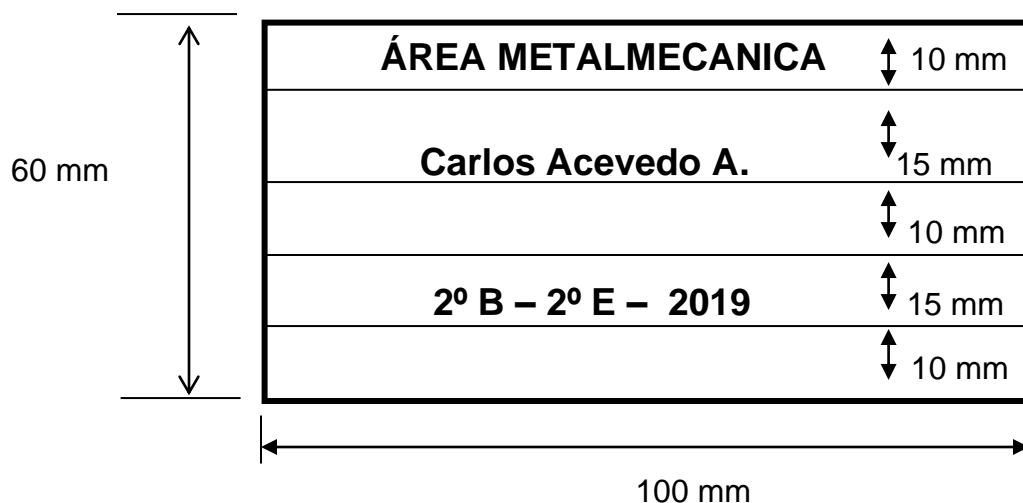 ÁREA METALMECANICA
10 mm
60 mm
Carlos Acevedo A.
15 mm
10 mm
2º B – 2º E – 2019
15 mm
10 mm
100 mm